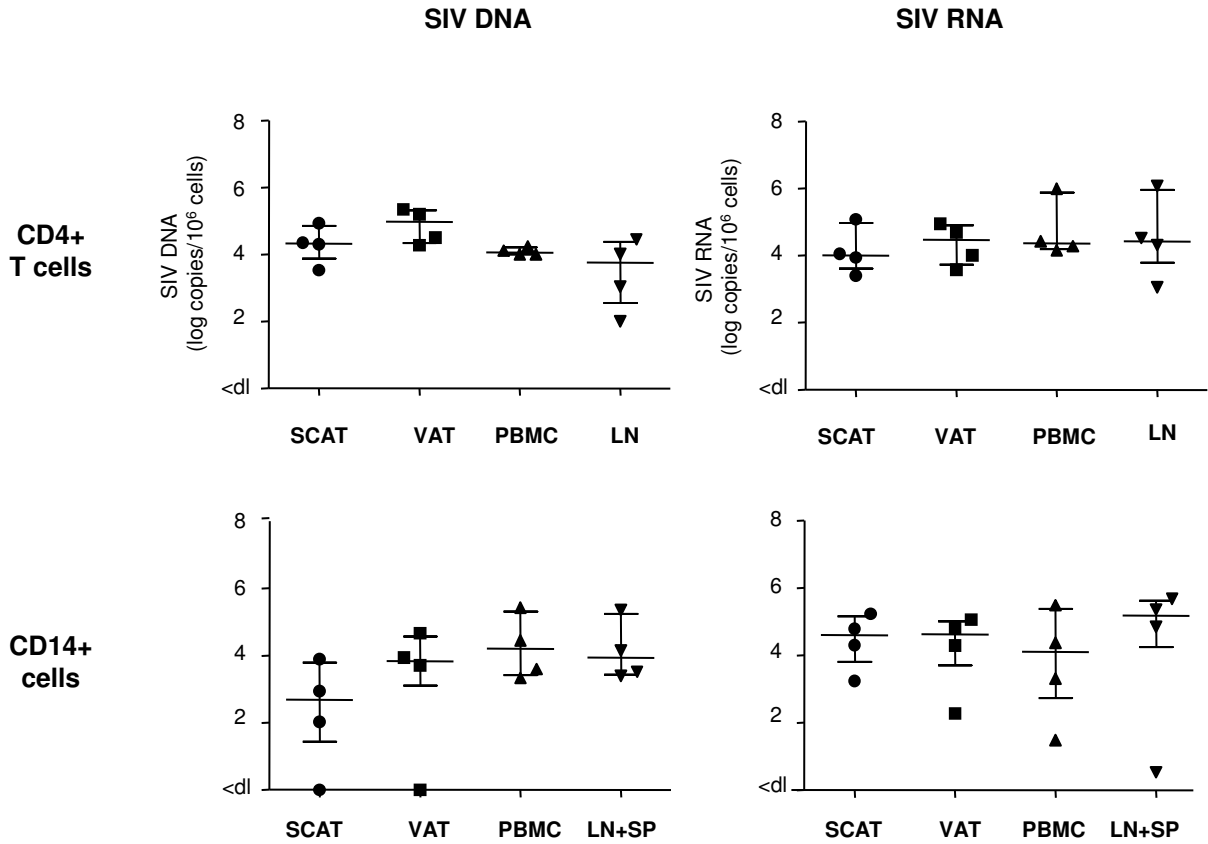 SIV DNA
SIV RNA
CD4+
T cells
SIV DNA
(log copies/10⁶ cells)
8
6
4
2
<dl
SCAT VAT PBMC LN
SIV RNA
(log copies/10⁶ cells)
8
6
4
2
<dl
SCAT VAT PBMC LN
CD14+
cells
8
6
4
2
<dl
SCAT VAT PBMC LN+SP
8
6
4
2
<dl
SCAT VAT PBMC LN+SP